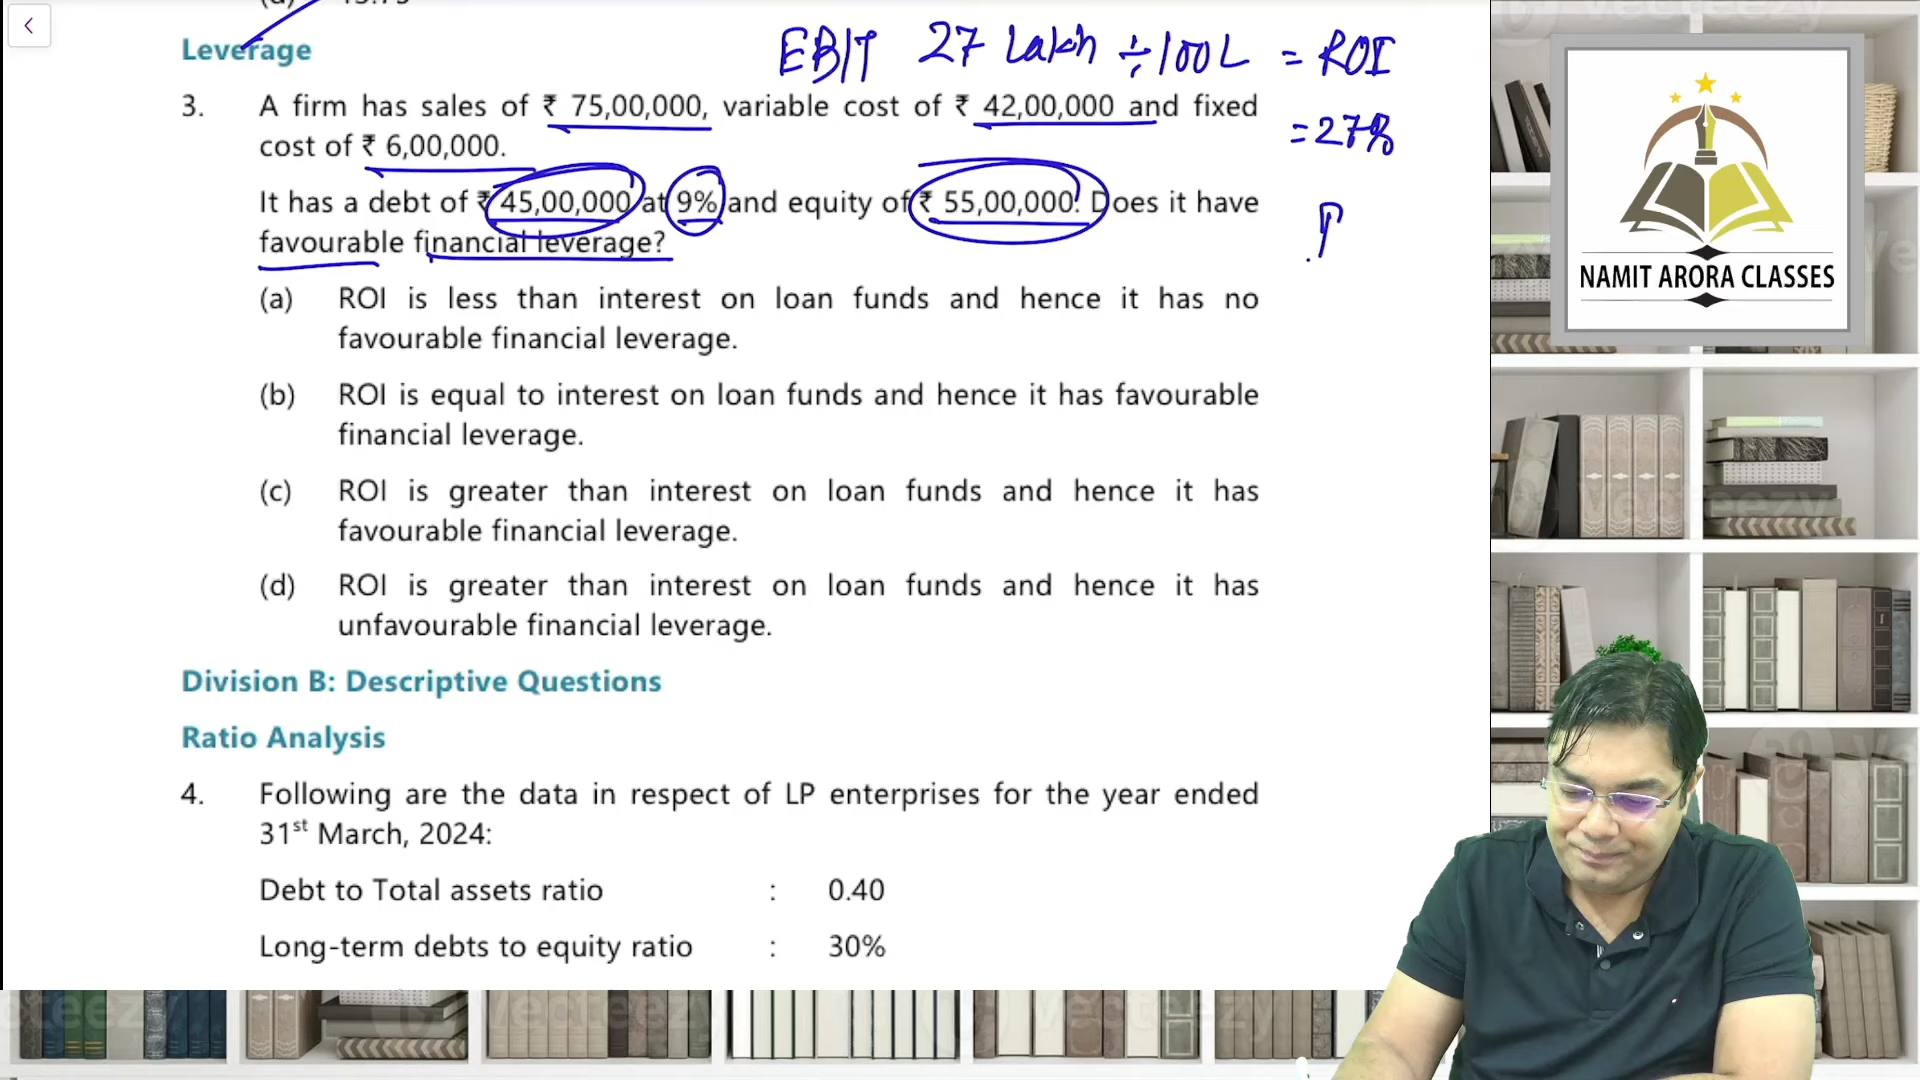 Leverage
EBIT 27 Lakh ÷ 100L = ROI
= 27%
3. A firm has sales of ₹ 75,00,000, variable cost of ₹ 42,00,000 and fixed
cost of ₹ 6,00,000.
It has a debt of ₹ 45,00,000 at 9% and equity of ₹ 55,00,000. Does it have
favourable financial leverage?
(a) ROI is less than interest on loan funds and hence it has no
favourable financial leverage.
(b) ROI is equal to interest on loan funds and hence it has favourable
financial leverage.
(c) ROI is greater than interest on loan funds and hence it has
favourable financial leverage.
(d) ROI is greater than interest on loan funds and hence it has
unfavourable financial leverage.
Division B: Descriptive Questions
Ratio Analysis
4. Following are the data in respect of LP enterprises for the year ended
31st March, 2024:
Debt to Total assets ratio : 0.40
Long-term debts to equity ratio : 30%
NAMIT ARORA CLASSES